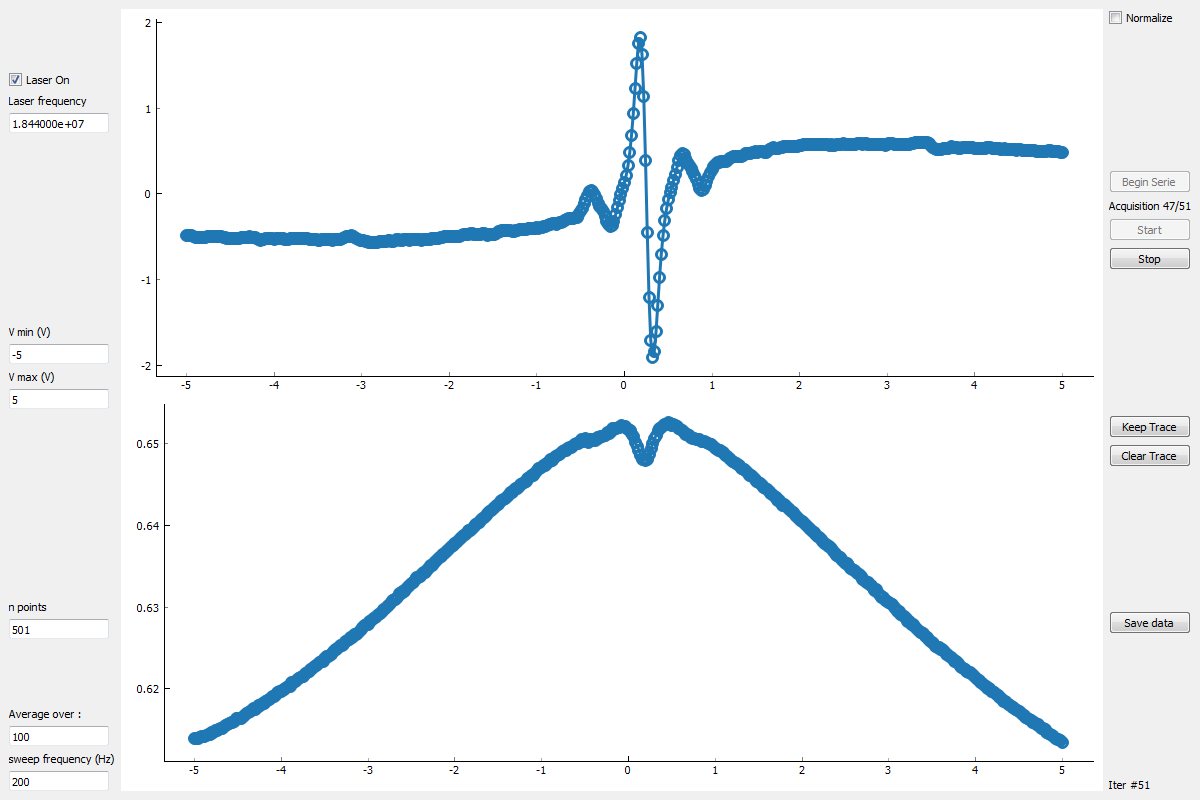 Laser On
Laser frequency
1.844000e+07
V min (V)
-5
V max (V)
5
n points
501
Average over :
100
sweep frequency (Hz)
200
2
1
0
-1
-2
-5 -4 -3 -2 -1 0 1 2 3 4 5
0.65
0.64
0.63
0.62
-5 -4 -3 -2 -1 0 1 2 3 4 5
Normalize
Begin Serie
Acquisition 47/51
Start
Stop
Keep Trace
Clear Trace
Save data
Iter #51